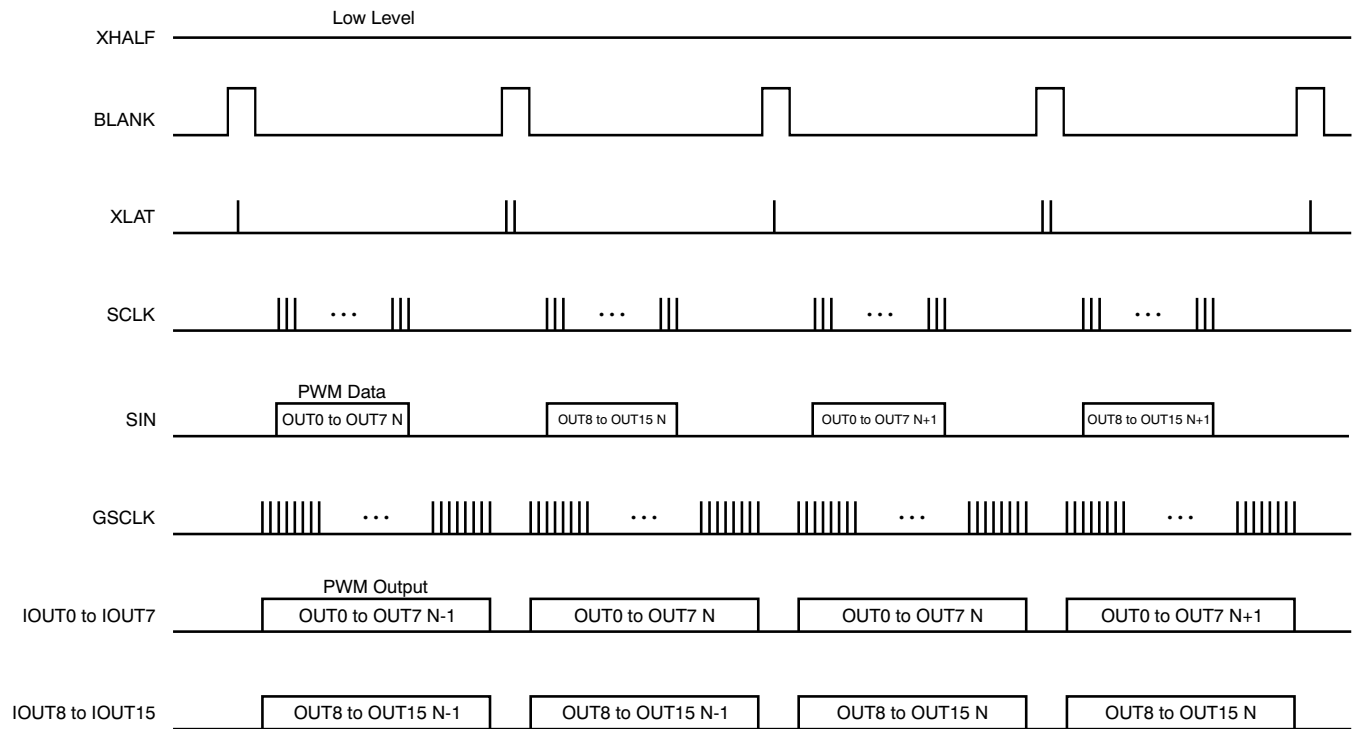 Low Level
XHALF
BLANK
XLAT
SCLK
PWM Data
SIN
OUT0 to OUT7 N
OUT8 to OUT15 N
OUT0 to OUT7 N+1
OUT8 to OUT15 N+1
GSCLK
PWM Output
IOUT0 to IOUT7
OUT0 to OUT7 N-1
OUT0 to OUT7 N
OUT0 to OUT7 N
OUT0 to OUT7 N+1
IOUT8 to IOUT15
OUT8 to OUT15 N-1
OUT8 to OUT15 N-1
OUT8 to OUT15 N
OUT8 to OUT15 N